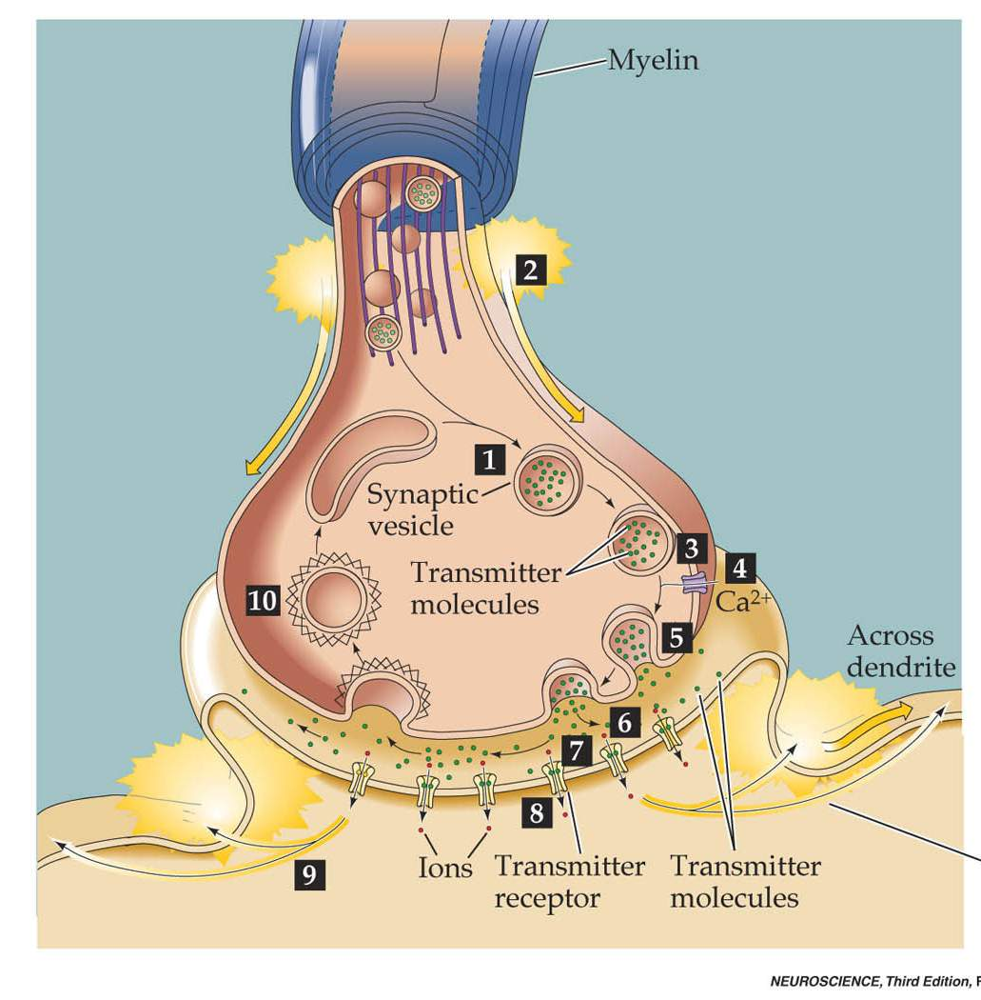 Myelin
2
1
Synaptic
vesicle
3
Transmitter
molecules
4
Ca²⁺
10
5
Across
dendrite
6
7
8
9
Ions
Transmitter
receptor
Transmitter
molecules
NEUROSCIENCE, Third Edition, F